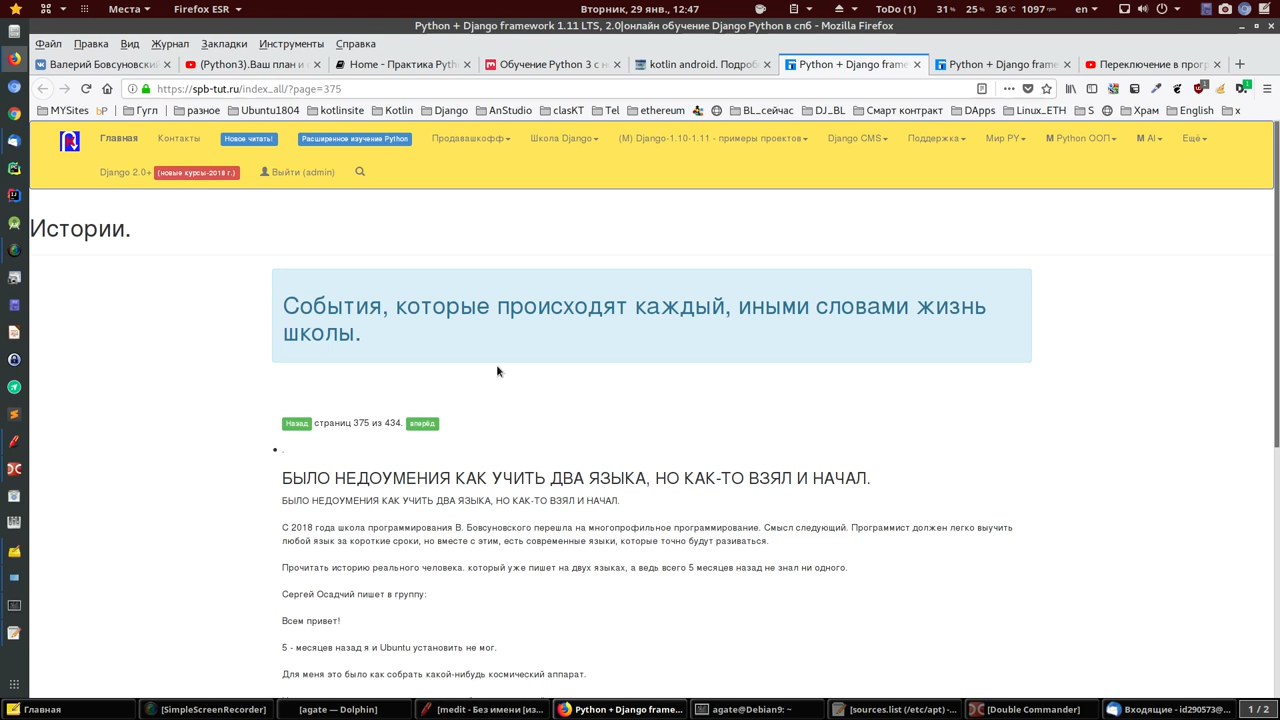 Места
Firefox ESR
Вторник, 29 янв., 12:47
ToDo (1)
31 %
25 %
36°C
1097 rpm
en
Python + Django framework 1.11 LTS, 2.0|онлайн обучение Django Python в спб - Mozilla Firefox
Файл Правка Вид Журнал Закладки Инструменты Справка
Валерий Бовсуновский
(Python3).Ваш план и
Home - Практика Pyth
Обучение Python 3 с н
kotlin android. Подроб
Python + Django frame
Python + Django frame
Переключение в прог
https://spb-tut.ru/index_all/?page=375
MYSites
bP
Гугл
разное
Ubuntu1804
kotlinsite
Kotlin
Django
AnStudio
clasKT
Tel
ethereum
BL_сейчас
DJ_BL
Смарт контракт
DApps
Linux_ETH
S
Храм
English
x
Главная Контакты Новое читать! Расширенное изучение Python Продавашкофф Школа Django (M) Django-1.10-1.11 - примеры проектов Django CMS Поддержка Мир PY M Python ООП M AI Ещё
Django 2.0+ (новые курсы-2018 г.) Выйти (admin)
Истории.
События, которые происходят каждый, иными словами жизнь
школы.
Назад страниц 375 из 434. вперёд
.
БЫЛО НЕДОУМЕНИЯ КАК УЧИТЬ ДВА ЯЗЫКА, НО КАК-ТО ВЗЯЛ И НАЧАЛ.
БЫЛО НЕДОУМЕНИЯ КАК УЧИТЬ ДВА ЯЗЫКА, НО КАК-ТО ВЗЯЛ И НАЧАЛ.
С 2018 года школа программирования В. Бовсуновского перешла на многопрофильное программирование. Смысл следующий. Программист должен легко выучить
любой язык за короткие сроки, но вместе с этим, есть современные языки, которые точно будут разиваться.
Прочитать историю реального человека. который уже пишет на двух языках, а ведь всего 5 месяцев назад не знал ни одного.
Сергей Осадчий пишет в группу:
Всем привет!
5 - месяцев назад я и Ubuntu установить не мог.
Для меня это было как собрать какой-нибудь космический аппарат.
Главная
[SimpleScreenRecorder]
[agate — Dolphin]
[medit - Без имени [из...
Python + Django frame...
agate@Debian9: ~
[sources.list (/etc/apt) -...
[Double Commander]
Входящие - id290573@...
1 / 2